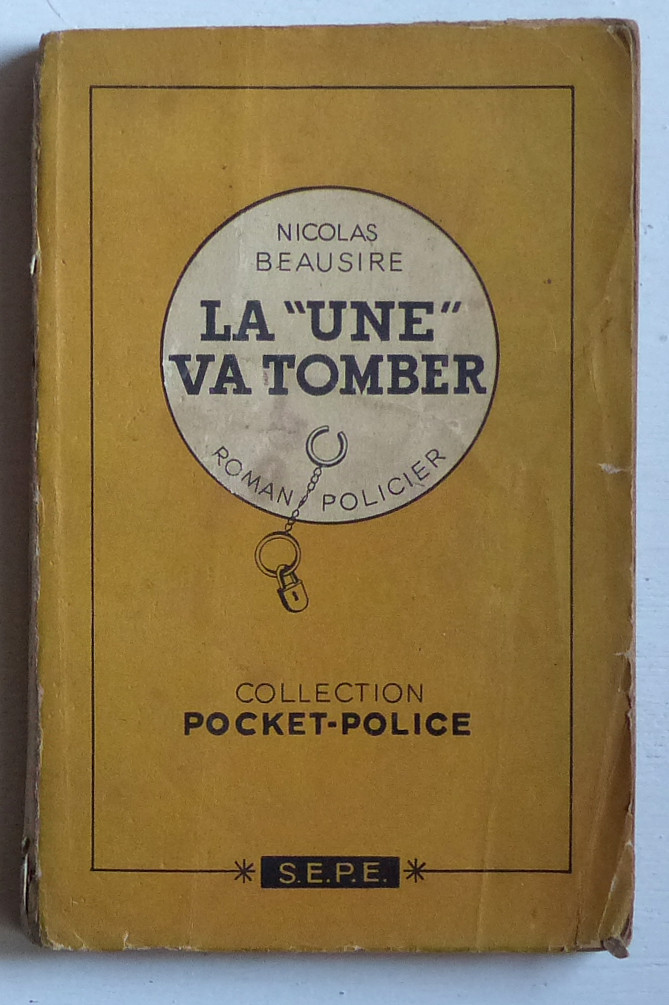 NICOLAS
BEAUSIRE
LA "UNE"
VA TOMBER
ROMAN POLICIER
COLLECTION
POCKET-POLICE
S.E.P.E.